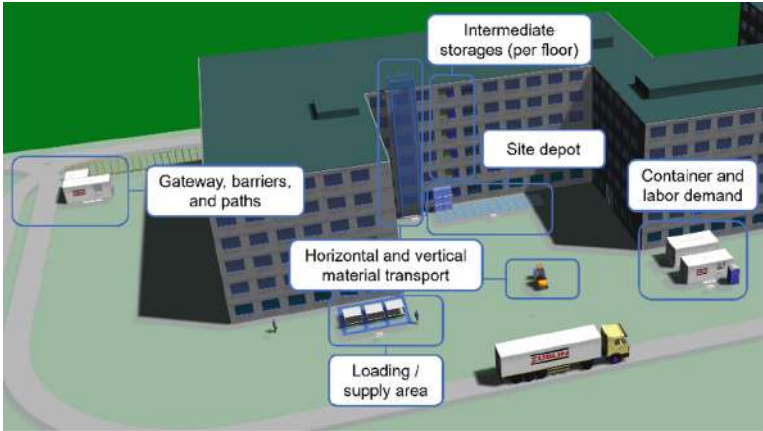 Intermediate
storages (per floor)
Site depot
Container and
labor demand
Gateway, barriers,
and paths
Horizontal and vertical
material transport
Loading /
supply area
ZÜBLIN